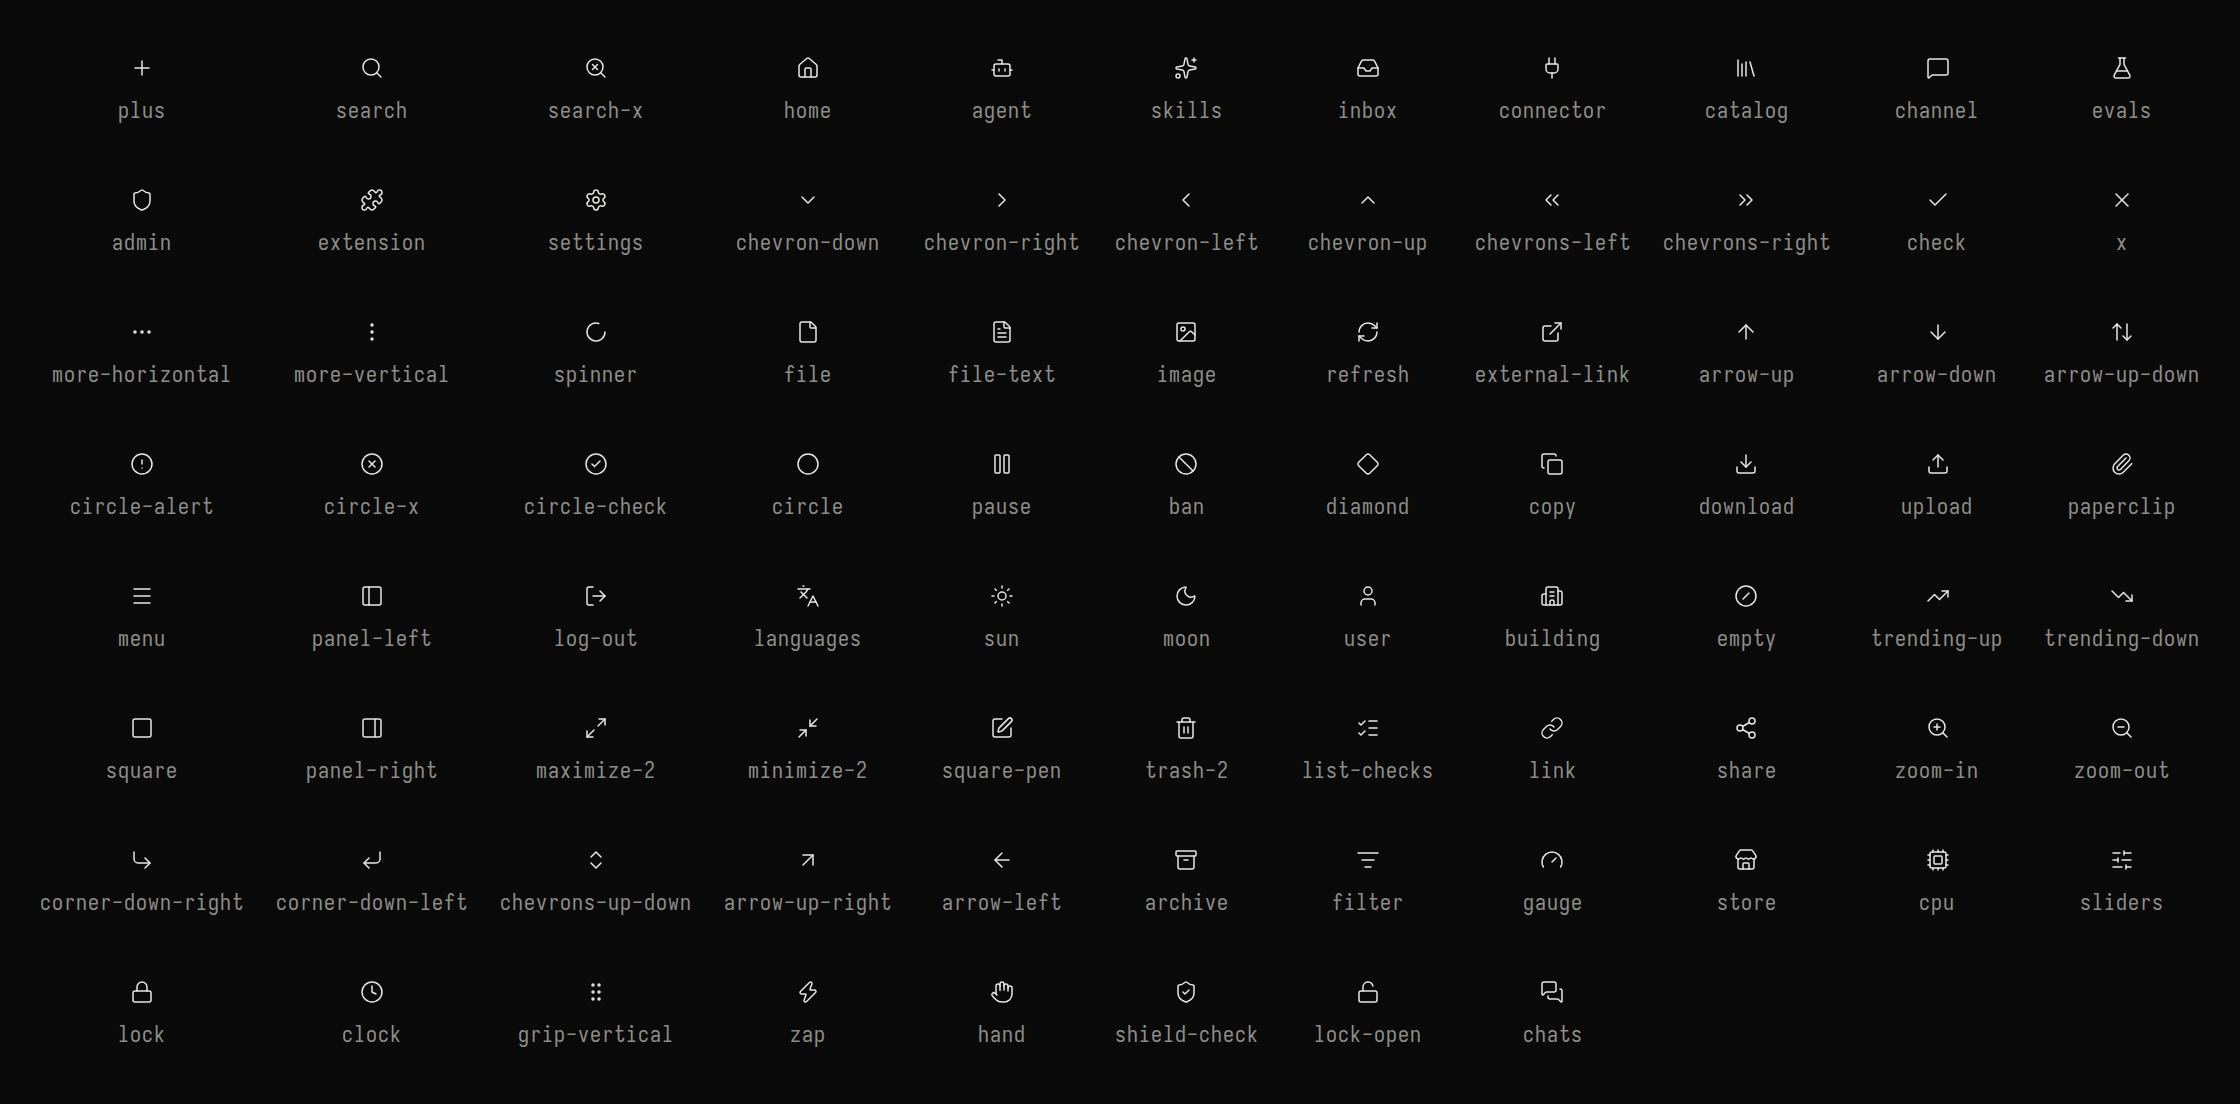 plus search search-x home agent skills inbox connector catalog channel evals
admin extension settings chevron-down chevron-right chevron-left chevron-up chevrons-left chevrons-right check x
more-horizontal more-vertical spinner file file-text image refresh external-link arrow-up arrow-down arrow-up-down
circle-alert circle-x circle-check circle pause ban diamond copy download upload paperclip
menu panel-left log-out languages sun moon user building empty trending-up trending-down
square panel-right maximize-2 minimize-2 square-pen trash-2 list-checks link share zoom-in zoom-out
corner-down-right corner-down-left chevrons-up-down arrow-up-right arrow-left archive filter gauge store cpu sliders
lock clock grip-vertical zap hand shield-check lock-open chats